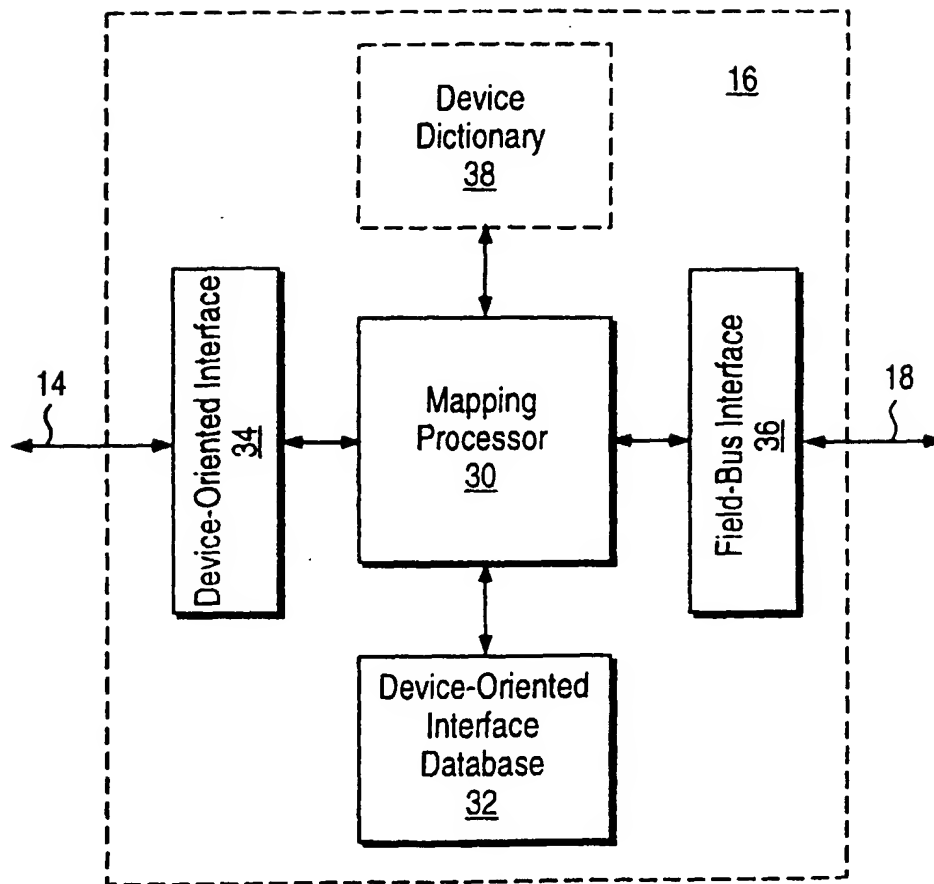 16
Device
Dictionary
38
14
Device-Oriented Interface
34
Mapping
Processor
30
Field-Bus Interface
36
18
Device-Oriented
Interface
Database
32